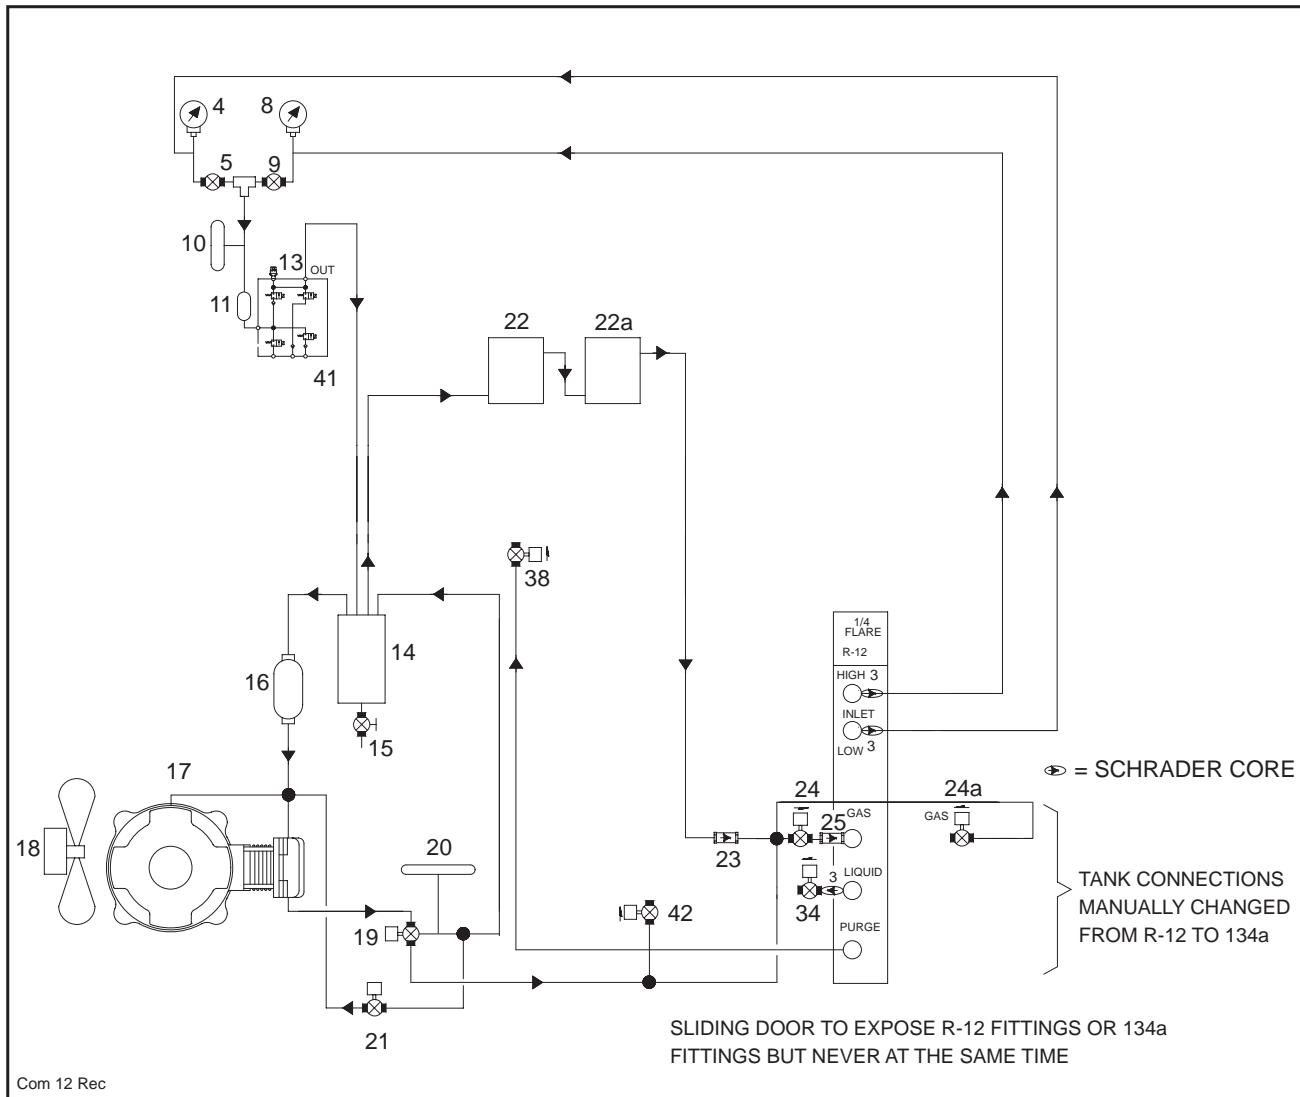 4
8
5
9
10
13
OUT
11
41
22
22a
38
14
16
15
1/4
FLARE
R-12
HIGH 3
INLET
LOW 3
= SCHRADER CORE
17
18
24
24a
GAS
GAS
25
23
20
LIQUID
3
34
TANK CONNECTIONS
MANUALLY CHANGED
FROM R-12 TO 134a
42
19
PURGE
21
SLIDING DOOR TO EXPOSE R-12 FITTINGS OR 134a
FITTINGS BUT NEVER AT THE SAME TIME
Com 12 Rec